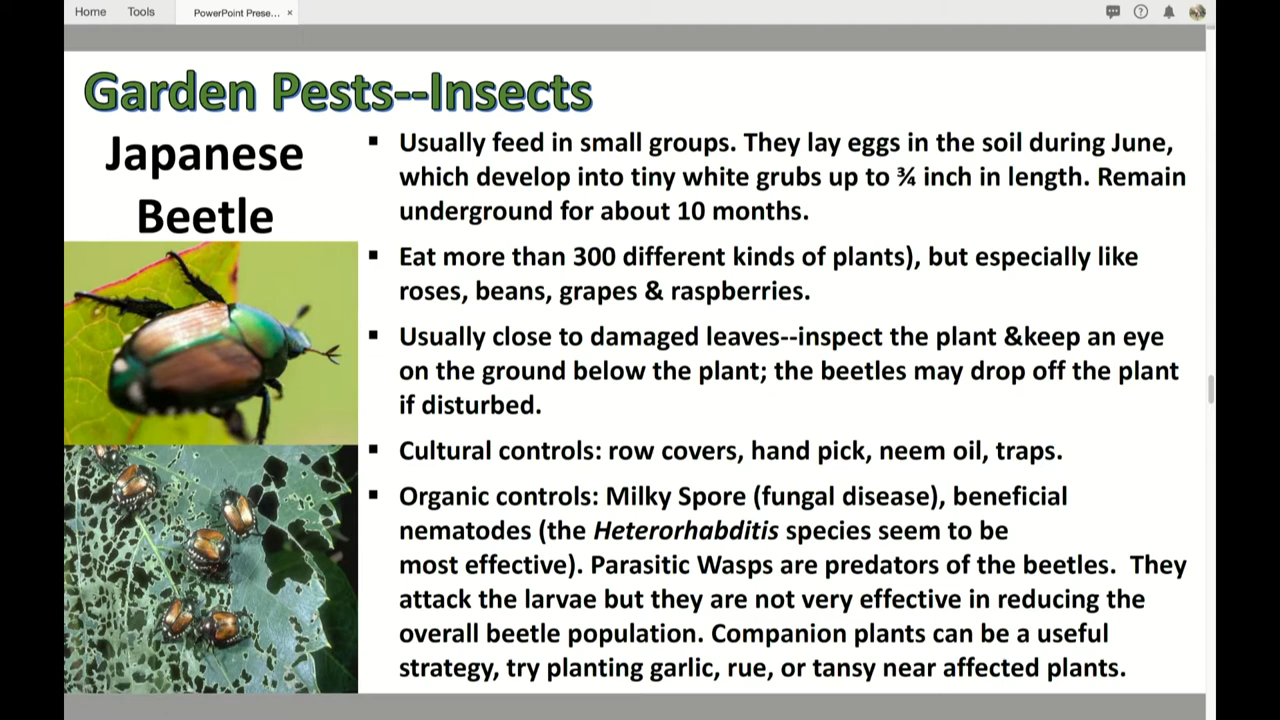 Home Tools PowerPoint Prese... ×
Garden Pests--Insects
Japanese
Beetle
▪ Usually feed in small groups. They lay eggs in the soil during June,
which develop into tiny white grubs up to ¾ inch in length. Remain
underground for about 10 months.
▪ Eat more than 300 different kinds of plants), but especially like
roses, beans, grapes & raspberries.
▪ Usually close to damaged leaves--inspect the plant &keep an eye
on the ground below the plant; the beetles may drop off the plant
if disturbed.
▪ Cultural controls: row covers, hand pick, neem oil, traps.
▪ Organic controls: Milky Spore (fungal disease), beneficial
nematodes (the Heterorhabditis species seem to be
most effective). Parasitic Wasps are predators of the beetles. They
attack the larvae but they are not very effective in reducing the
overall beetle population. Companion plants can be a useful
strategy, try planting garlic, rue, or tansy near affected plants.